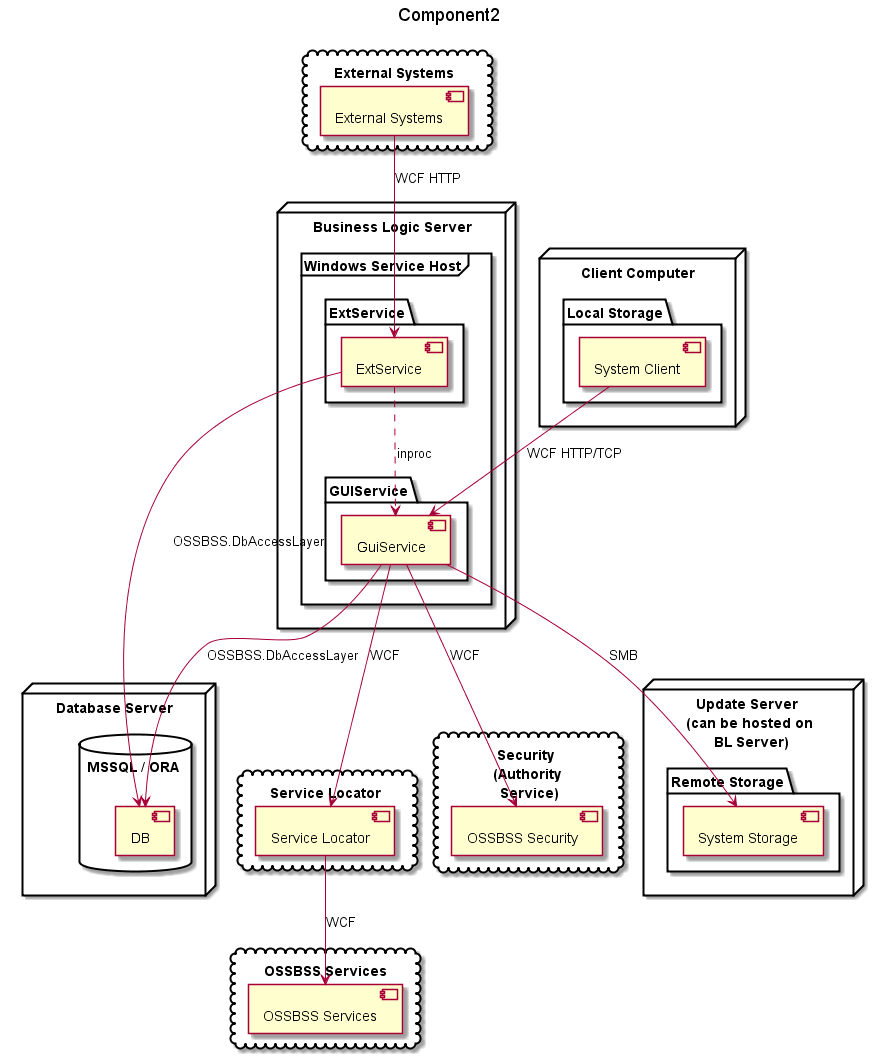 Component2
External Systems
External Systems
WCF HTTP
Business Logic Server
Windows Service Host
ExtService
ExtService
Client Computer
Local Storage
System Client
inproc
WCF HTTP/TCP
GUIService
GuiService
OSSBSS.DbAccessLayer
OSSBSS.DbAccessLayer
WCF
WCF
SMB
Database Server
MSSQL / ORA
DB
Service Locator
Service Locator
Security
(Authority
Service)
OSSBSS Security
Update Server
(can be hosted on
BL Server)
Remote Storage
System Storage
WCF
OSSBSS Services
OSSBSS Services